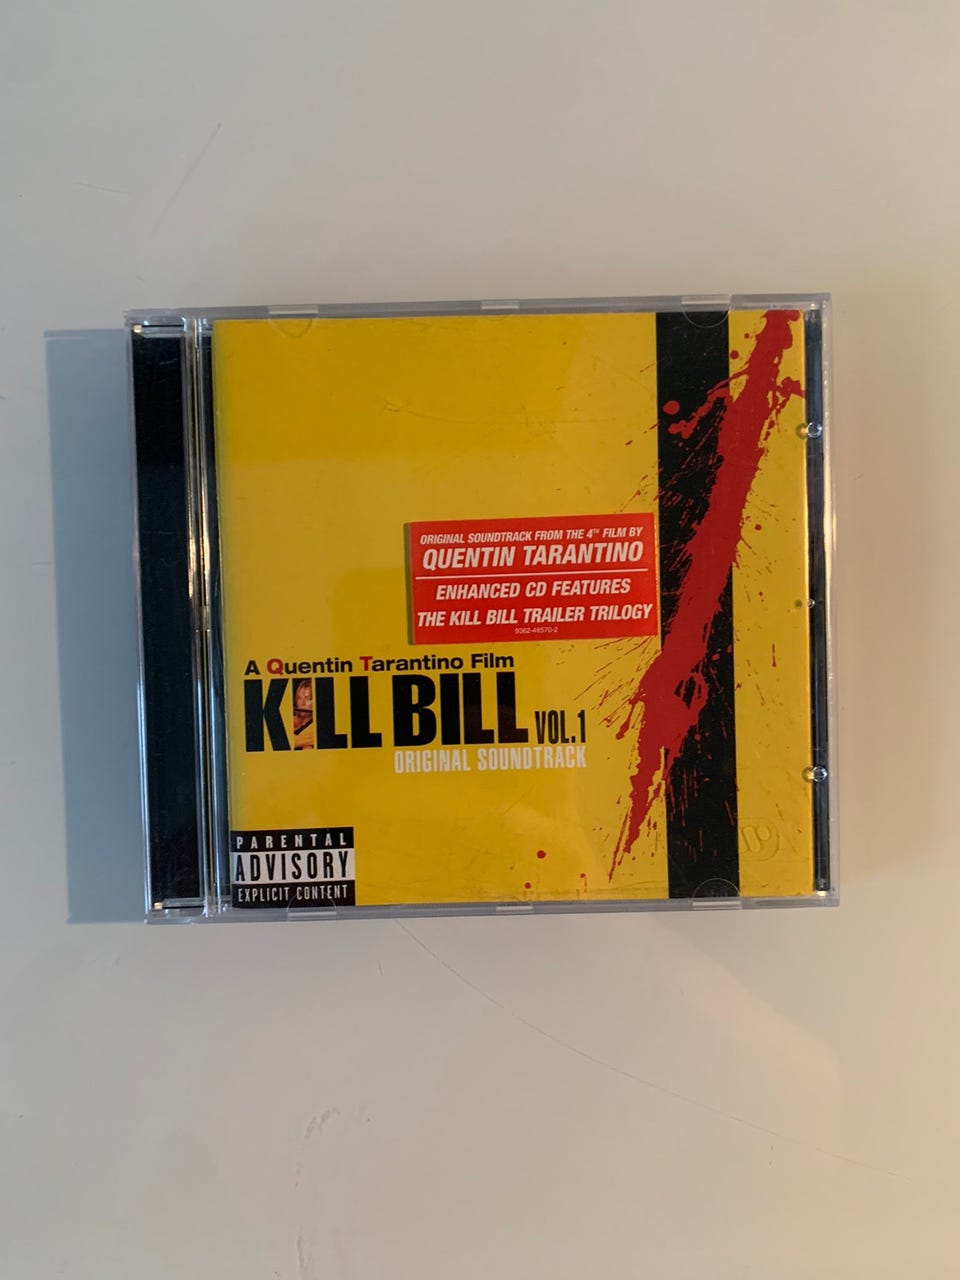 ORIGINAL SOUNDTRACK FROM THE 4TH FILM BY
QUENTIN TARANTINO
ENHANCED CD FEATURES
THE KILL BILL TRAILER TRILOGY
9362-48570-2
A Quentin Tarantino Film
KILL BILL VOL.1
ORIGINAL SOUNDTRACK
PARENTAL
ADVISORY
EXPLICIT CONTENT